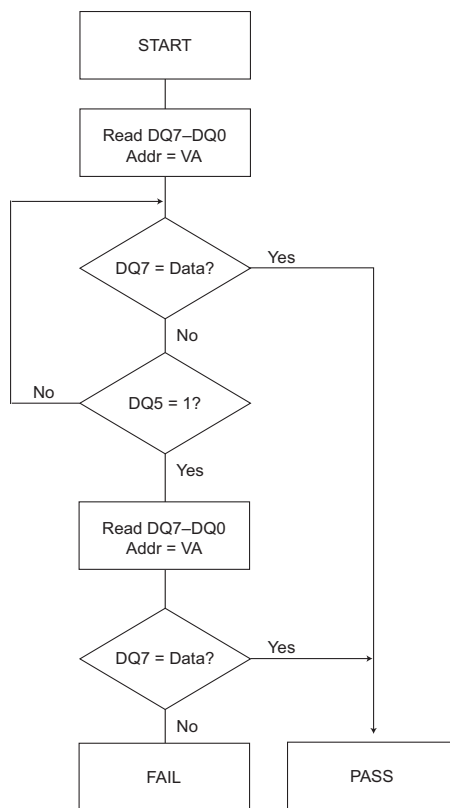 START
Read DQ7–DQ0
Addr = VA
DQ7 = Data?
Yes
No
No
DQ5 = 1?
Yes
Read DQ7–DQ0
Addr = VA
DQ7 = Data?
Yes
No
FAIL
PASS